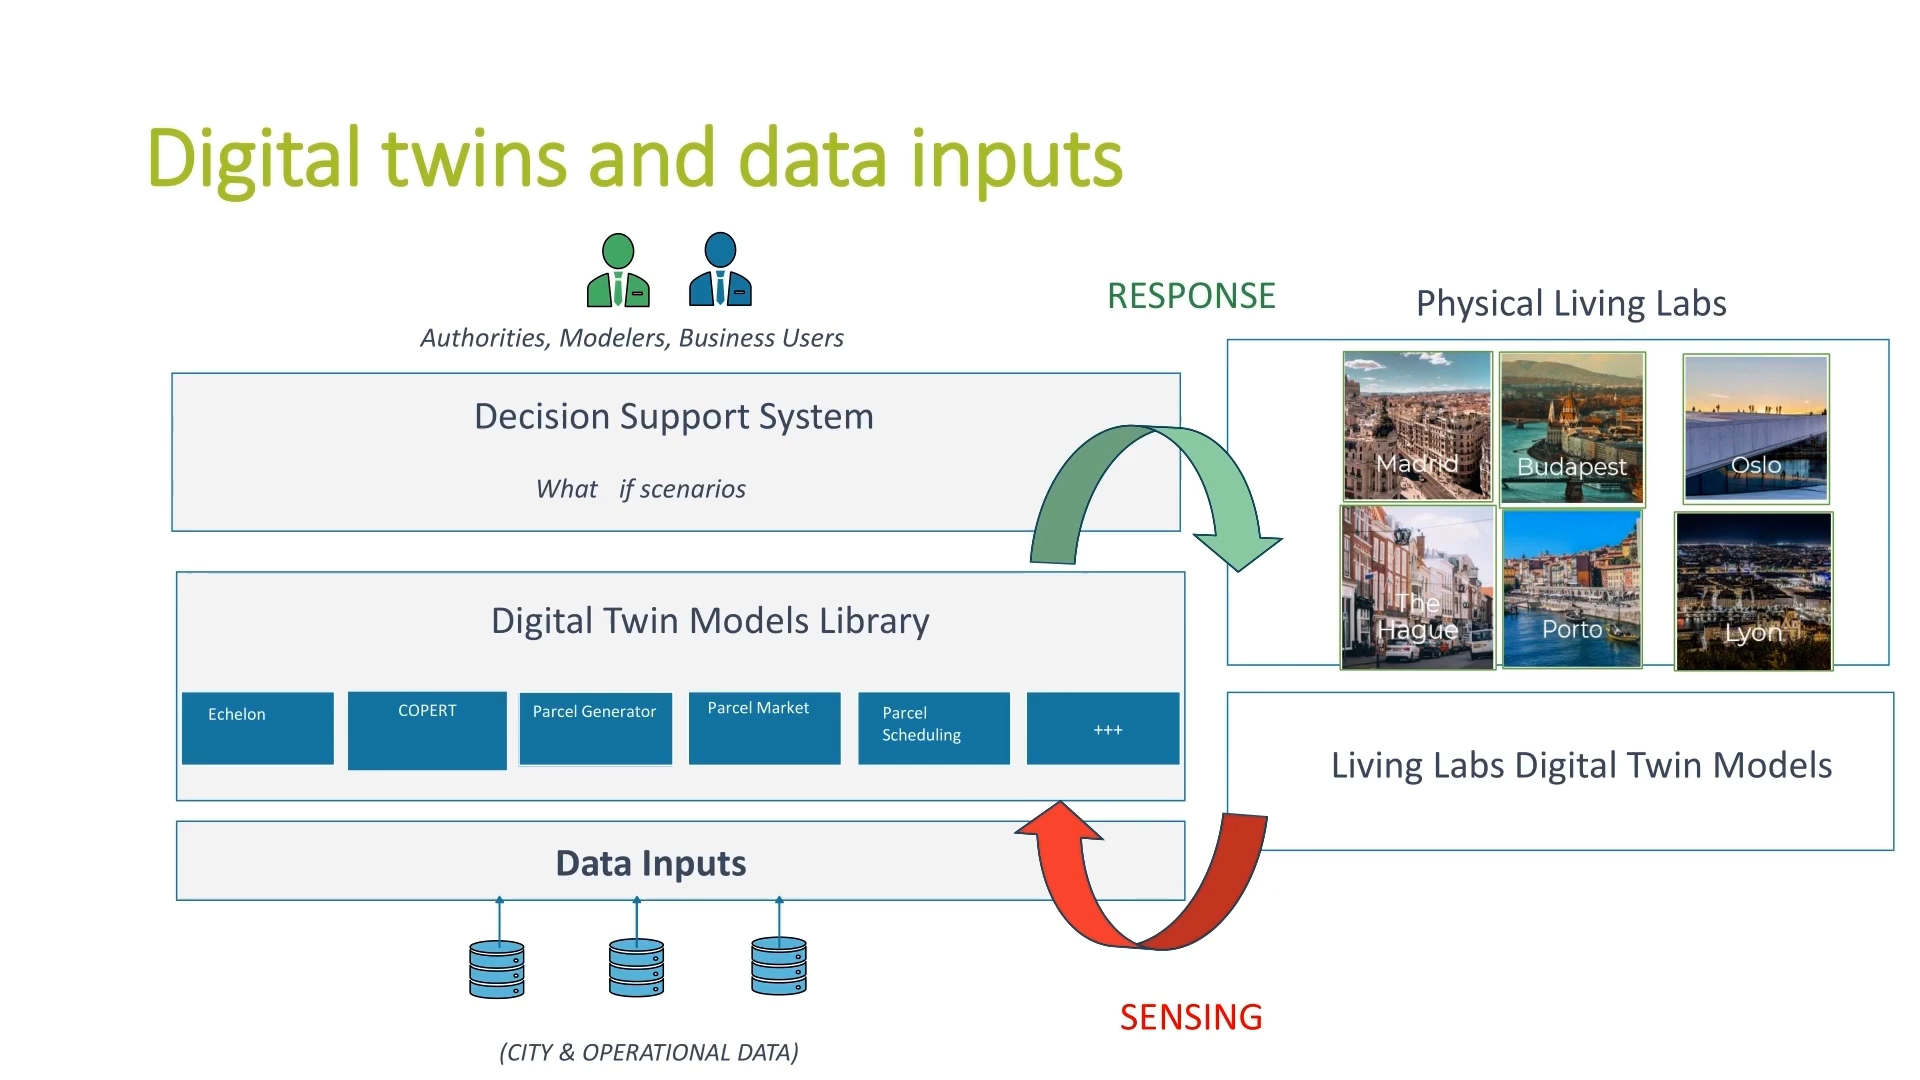 Digital twins and data inputs
Authorities, Modelers, Business Users
Decision Support System
What if scenarios
Digital Twin Models Library
Echelon
COPERT
Parcel Generator
Parcel Market
Parcel
Scheduling
+++
Data Inputs
(CITY & OPERATIONAL DATA)
RESPONSE
SENSING
Physical Living Labs
Madrid
Budapest
Oslo
The
Hague
Porto
Lyon
Living Labs Digital Twin Models